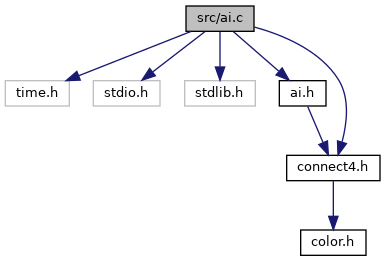 src/ai.c
time.h
stdio.h
stdlib.h
ai.h
connect4.h
color.h